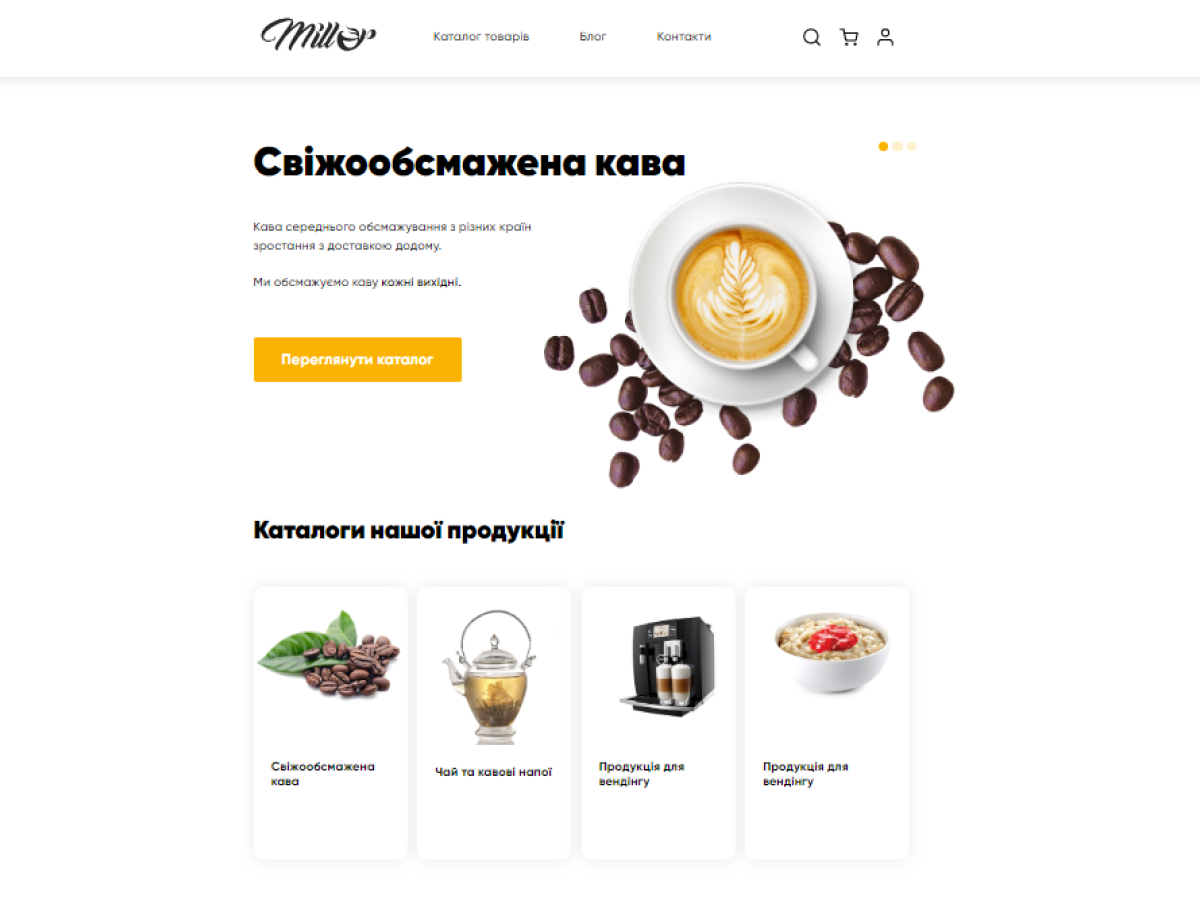 Millor
Каталог товарів
Блог
Контакти
Свіжообсмажена кава
Кава середнього обсмажування з різних країн
зростання з доставкою додому.
Ми обсмажуємо каву кожні вихідні.
Переглянути каталог
Каталоги нашої продукції
Свіжообсмажена
кава
Чай та кавові напої
Продукція для
вендінгу
Продукція для
вендінгу